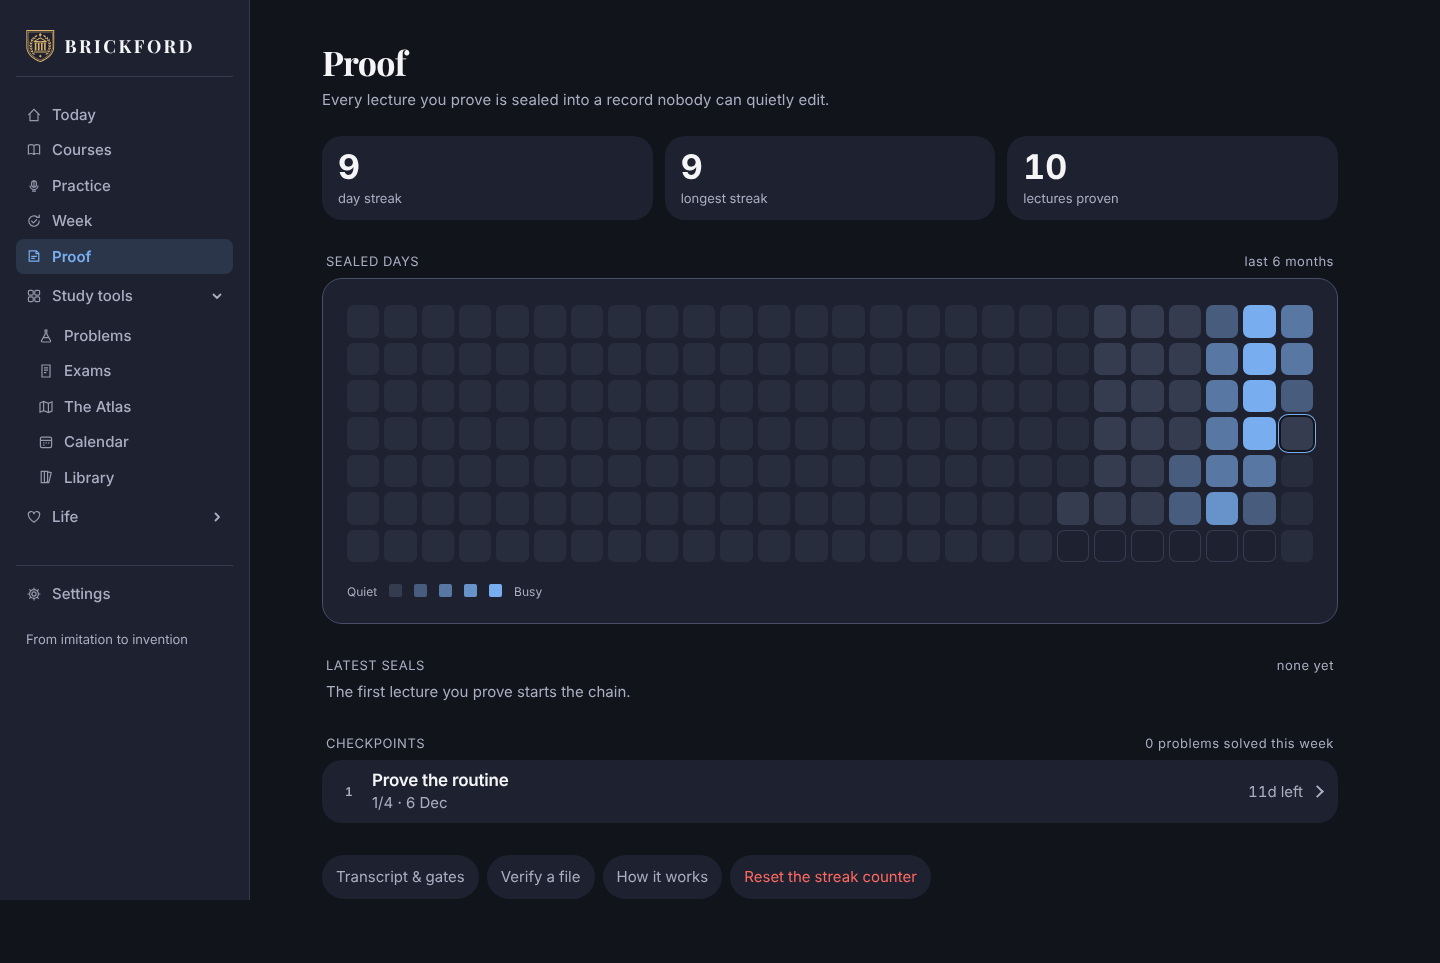 BRICKFORD
Today
Courses
Practice
Week
Proof
Study tools
Problems
Exams
The Atlas
Calendar
Library
Life
Settings
From imitation to invention
Proof
Every lecture you prove is sealed into a record nobody can quietly edit.
9
day streak
9
longest streak
10
lectures proven
SEALED DAYS
last 6 months
Quiet
Busy
LATEST SEALS
none yet
The first lecture you prove starts the chain.
CHECKPOINTS
0 problems solved this week
1
Prove the routine
1/4 · 6 Dec
11d left
Transcript & gates
Verify a file
How it works
Reset the streak counter